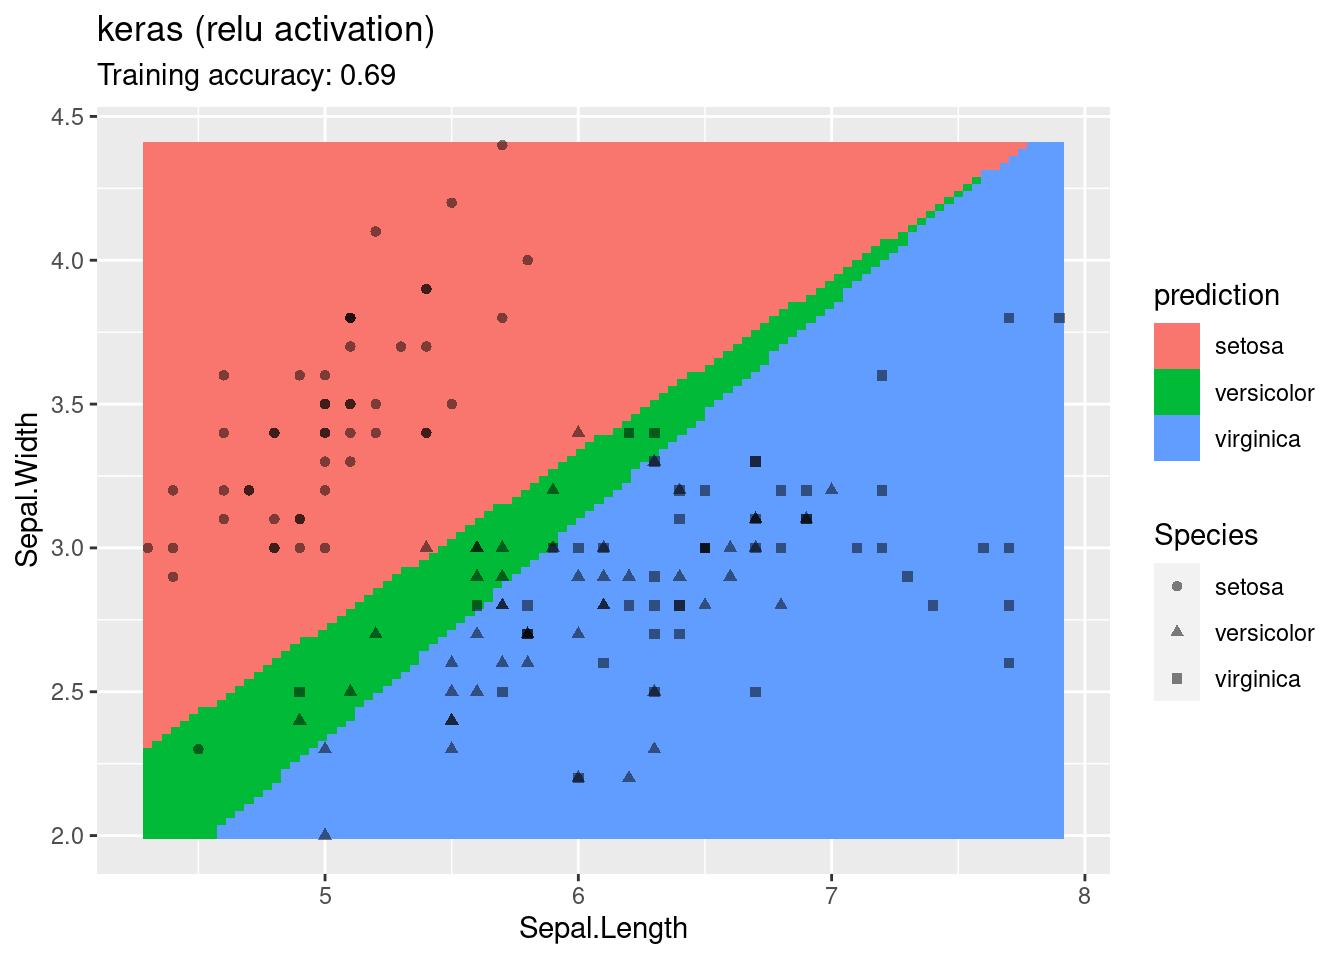 keras (relu activation)
Training accuracy: 0.69
4.5
4.0
3.5
3.0
2.5
2.0
Sepal.Width
5
6
7
8
Sepal.Length
prediction
setosa
versicolor
virginica
Species
setosa
versicolor
virginica